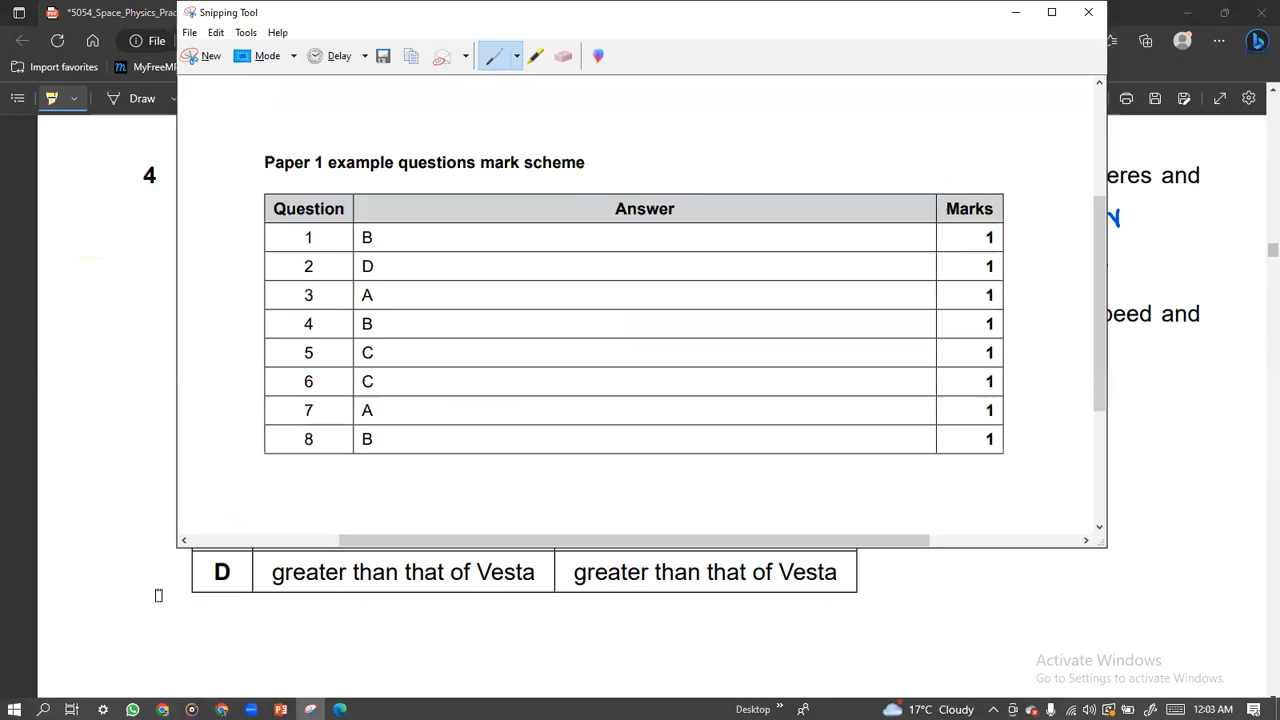 *5054_Space_Physics_Prac
Snipping Tool
File Edit Tools Help
File
New Mode Delay
Import favorites MyFreeMP
Draw
Paper 1 example questions mark scheme
4
eres and
Question Answer Marks
1 B 1
2 D 1
3 A 1
4 B 1
peed and
5 C 1
6 C 1
7 A 1
8 B 1
D greater than that of Vesta greater than that of Vesta
Activate Windows
Go to Settings to activate Windows.
Desktop 17°C Cloudy 12:03 AM